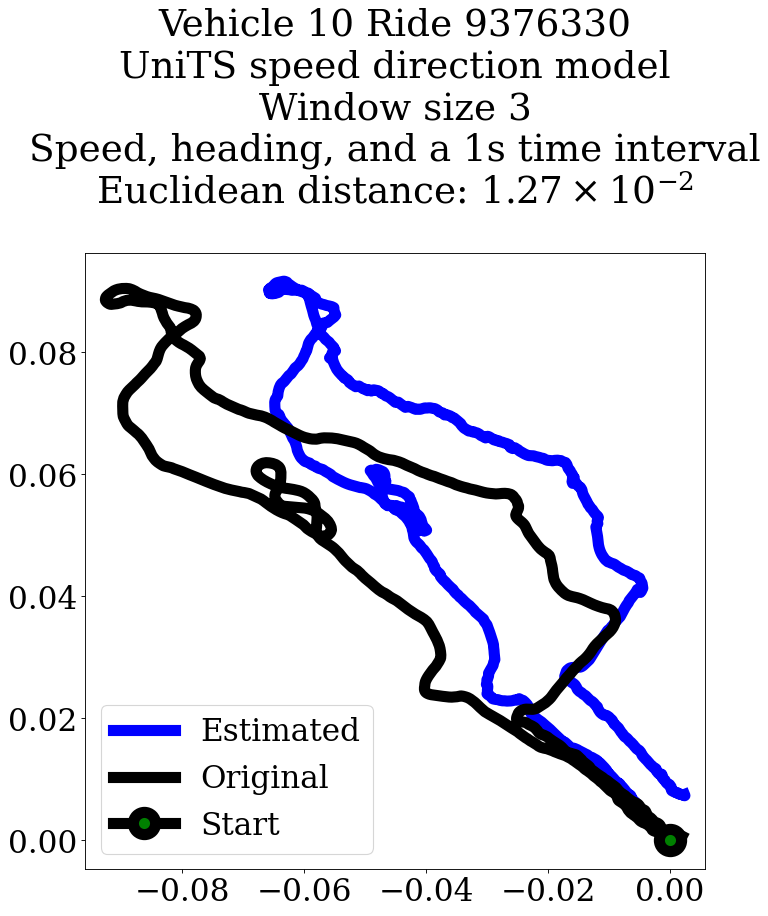 Vehicle 10 Ride 9376330
UniTS speed direction model
Window size 3
Speed, heading, and a 1s time interval
Euclidean distance: 1.27 × 10⁻²
0.08
0.06
0.04
0.02
0.00
Estimated
Original
Start
−0.08 −0.06 −0.04 −0.02 0.00